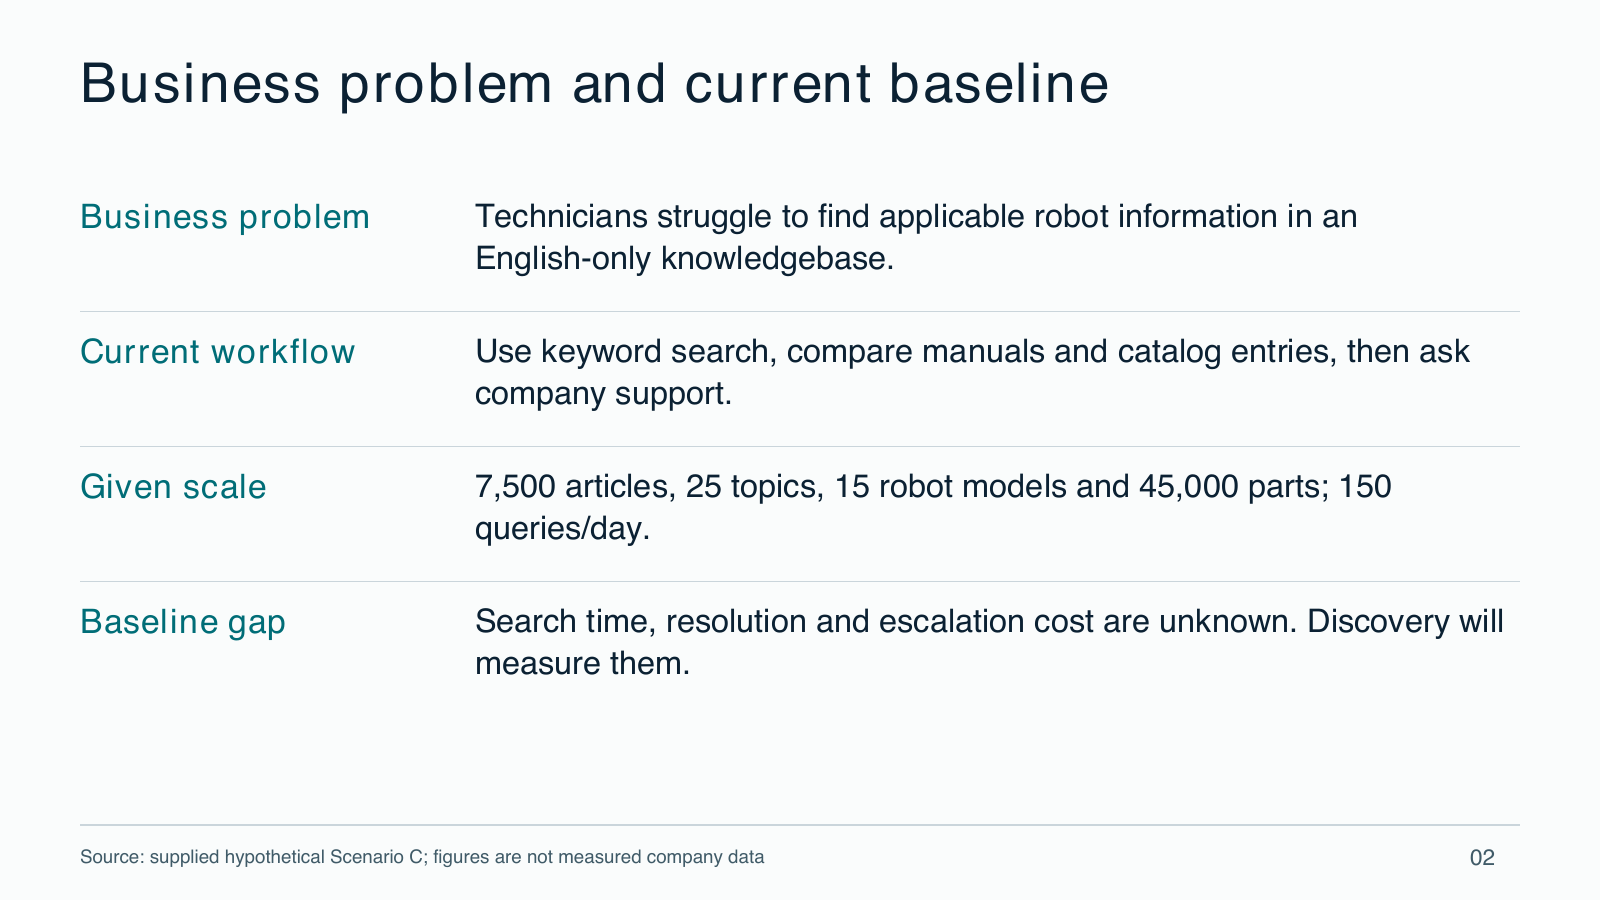 Business problem and current baseline
Business problem
Technicians struggle to find applicable robot information in an
English-only knowledgebase.
Current workflow
Use keyword search, compare manuals and catalog entries, then ask
company support.
Given scale
7,500 articles, 25 topics, 15 robot models and 45,000 parts; 150
queries/day.
Baseline gap
Search time, resolution and escalation cost are unknown. Discovery will
measure them.
Source: supplied hypothetical Scenario C; figures are not measured company data
02